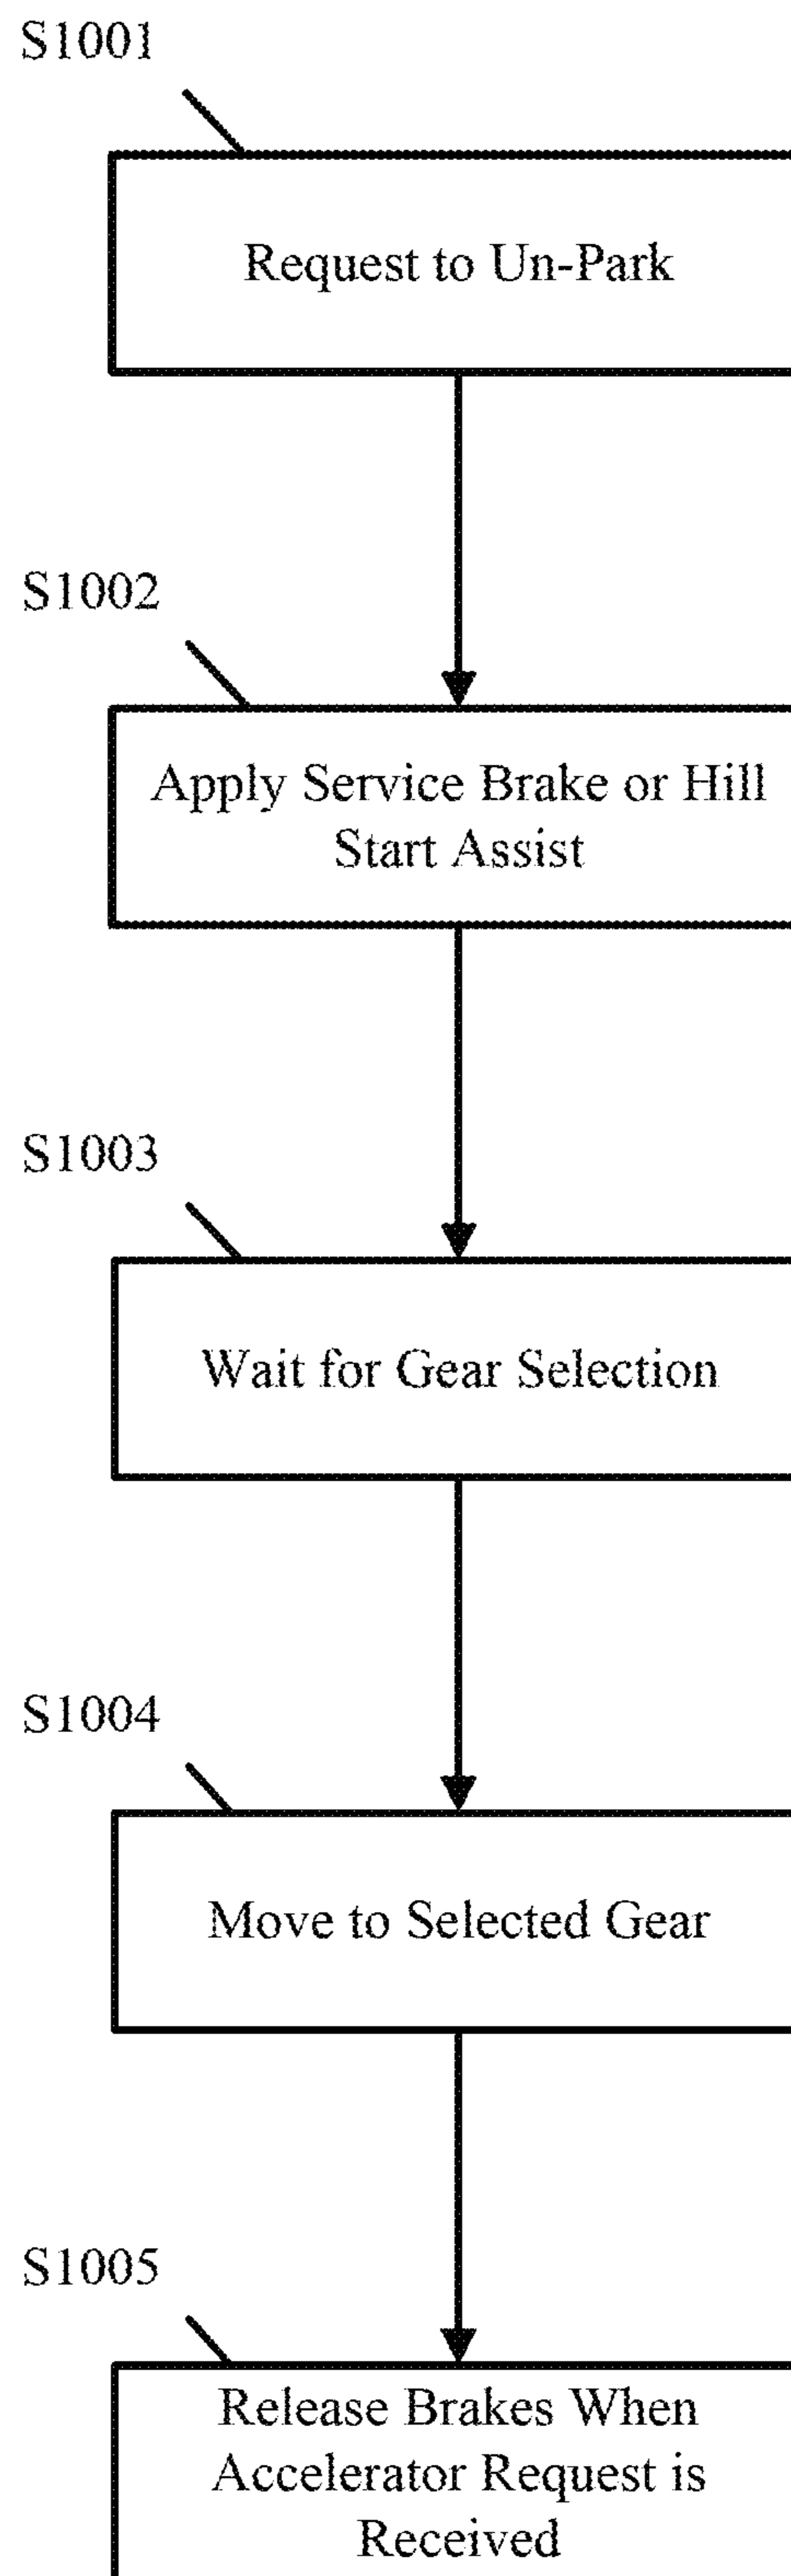 S1001
Request to Un-Park
S1002
Apply Service Brake or Hill
Start Assist
S1003
Wait for Gear Selection
S1004
Move to Selected Gear
S1005
Release Brakes When
Accelerator Request is
Received